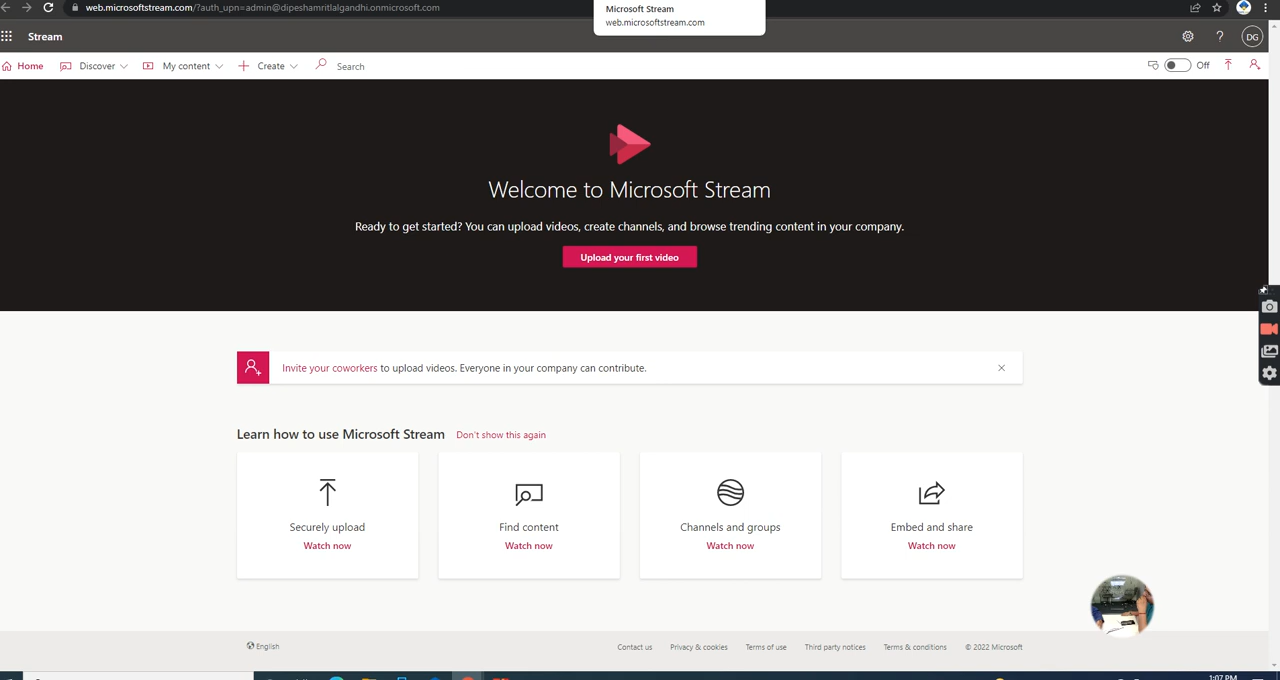 Microsoft Stream
web.microsoftstream.com
web.microsoftstream.com/?auth_upn=admin@dipeshamritlalgandhi.onmicrosoft.com
Stream
DG
Home Discover My content Create Search Off
Welcome to Microsoft Stream
Ready to get started? You can upload videos, create channels, and browse trending content in your company.
Upload your first video
Invite your coworkers to upload videos. Everyone in your company can contribute.
Learn how to use Microsoft Stream Don't show this again
Securely upload
Watch now
Find content
Watch now
Channels and groups
Watch now
Embed and share
Watch now
English Contact us Privacy & cookies Terms of use Third party notices Terms & conditions © 2022 Microsoft
1:07 PM